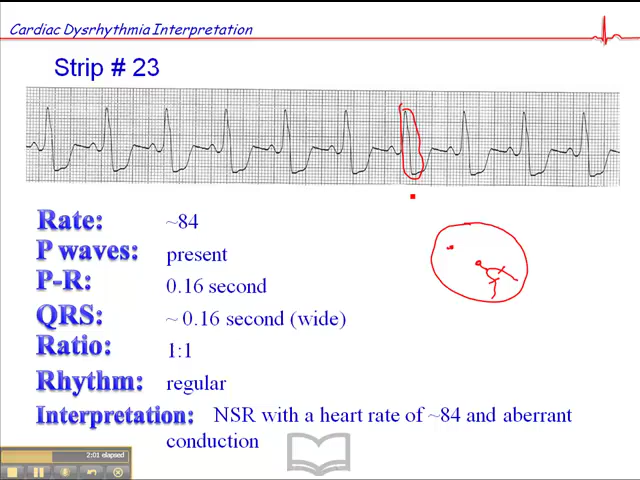 Cardiac Dysrhythmia Interpretation
Strip # 23
Rate: ~84
P waves: present
P-R: 0.16 second
QRS: ~ 0.16 second (wide)
Ratio: 1:1
Rhythm: regular
Interpretation: NSR with a heart rate of ~84 and aberrant
conduction
2:01 elapsed